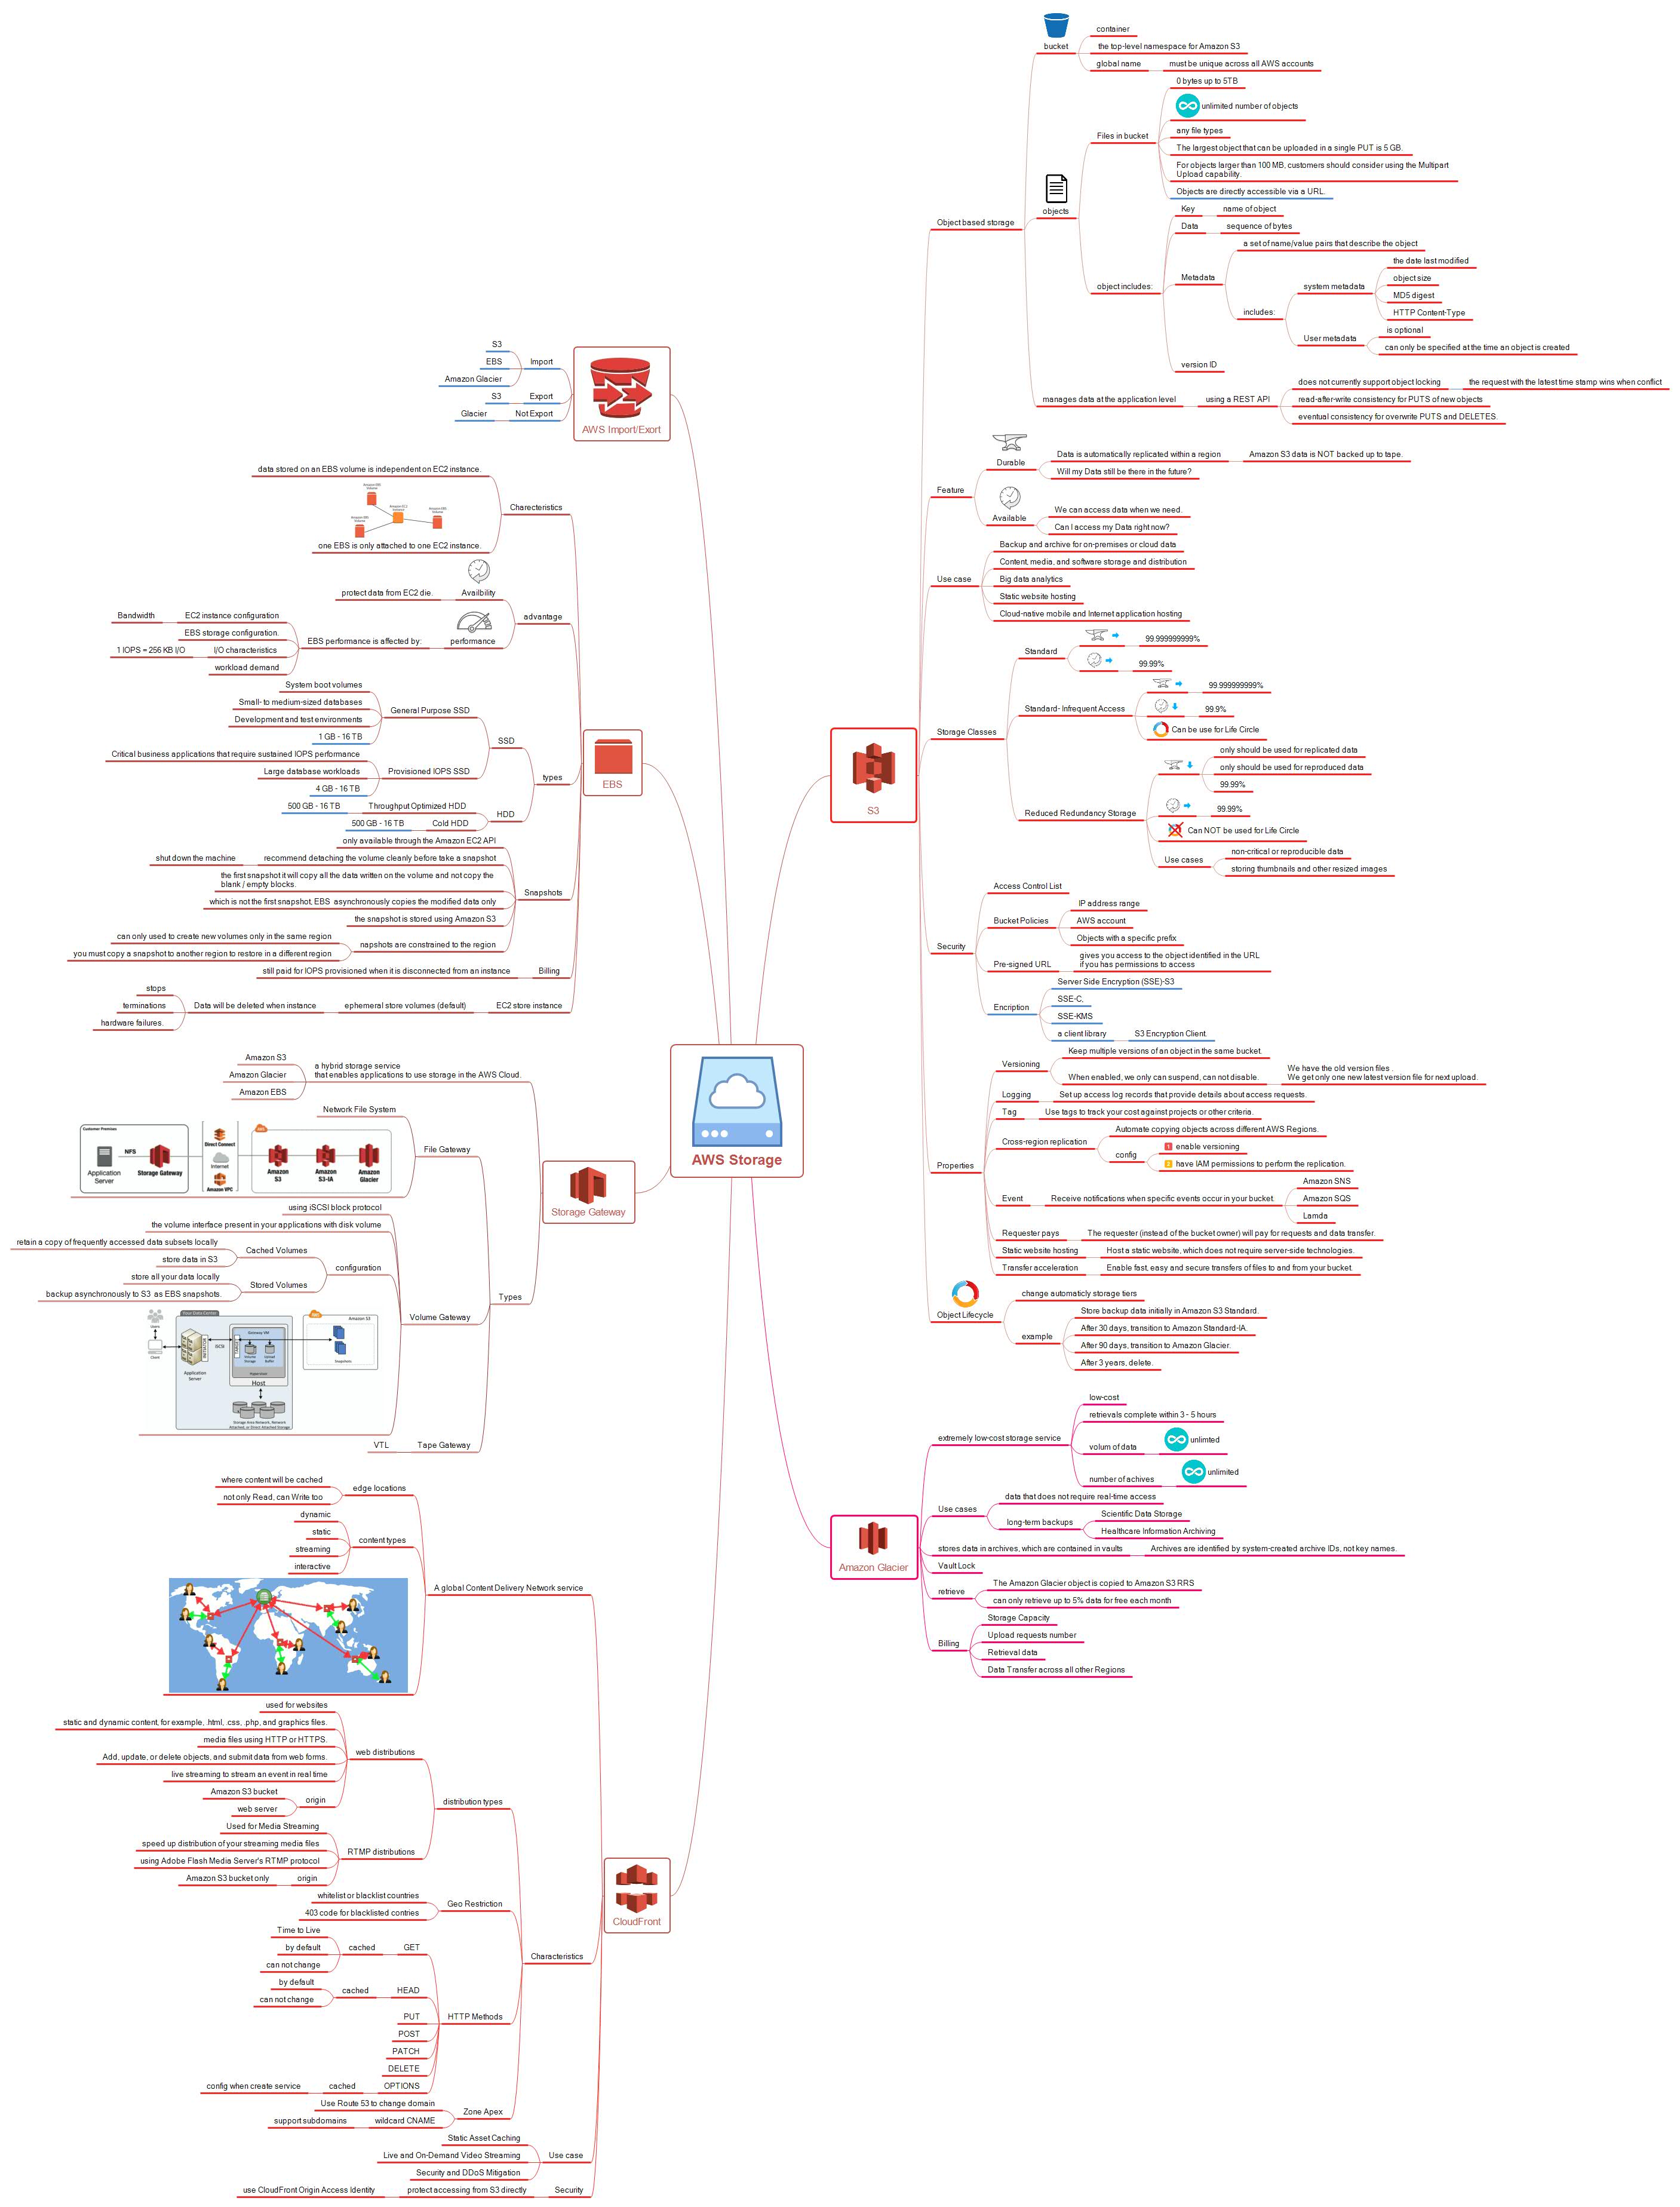 AWS Storage
AWS Import/Exort
Import
S3
EBS
Amazon Glacier
Export
S3
Not Export
Glacier
EBS
Charecteristics
data stored on an EBS volume is independent on EC2 instance.
Amazon EBS
Volume
Amazon EC2
Instance
Amazon EBS
Volume
Amazon EBS
Volume
one EBS is only attached to one EC2 instance.
advantage
Availbility
protect data from EC2 die.
performance
EBS performance is affected by:
EC2 instance configuration
Bandwidth
EBS storage configuration.
I/O characteristics
1 IOPS = 256 KB I/O
workload demand
types
SSD
General Purpose SSD
System boot volumes
Small- to medium-sized databases
Development and test environments
1 GB - 16 TB
Provisioned IOPS SSD
Critical business applications that require sustained IOPS performance
Large database workloads
4 GB - 16 TB
HDD
Throughput Optimized HDD
500 GB - 16 TB
Cold HDD
500 GB - 16 TB
Snapshots
only available through the Amazon EC2 API
recommend detaching the volume cleanly before take a snapshot
shut down the machine
the first snapshot it will copy all the data written on the volume and not copy the
blank / empty blocks.
which is not the first snapshot, EBS asynchronously copies the modified data only
the snapshot is stored using Amazon S3
napshots are constrained to the region
can only used to create new volumes only in the same region
you must copy a snapshot to another region to restore in a different region
Billing
still paid for IOPS provisioned when it is disconnected from an instance
EC2 store instance
ephemeral store volumes (default)
Data will be deleted when instance
stops
terminations
hardware failures.
Storage Gateway
a hybrid storage service
that enables applications to use storage in the AWS Cloud.
Amazon S3
Amazon Glacier
Amazon EBS
Types
File Gateway
Network File System
Customer Premises
Application
Server
NFS
Storage Gateway
Direct Connect
Internet
Amazon VPC
Amazon
S3
Amazon
S3-IA
Amazon
Glacier
Volume Gateway
using iSCSI block protocol
the volume interface present in your applications with disk volume
configuration
Cached Volumes
retain a copy of frequently accessed data subsets locally
store data in S3
Stored Volumes
store all your data locally
backup asynchronously to S3 as EBS snapshots.
Your Data Center
Users
Client
Application
Server
INITIATOR
iSCSI
TARGET
Gateway VM
Volume
Storage
Upload
Buffer
Hypervisor
Host
Storage Area Network, Network
Attached, or Direct Attached Storage
Amazon S3
Snapshots
Tape Gateway
VTL
CloudFront
A global Content Delivery Network service
edge locations
where content will be cached
not only Read, can Write too
content types
dynamic
static
streaming
interactive
Characteristics
distribution types
web distributions
used for websites
static and dynamic content, for example, .html, .css, .php, and graphics files.
media files using HTTP or HTTPS.
Add, update, or delete objects, and submit data from web forms.
live streaming to stream an event in real time
origin
Amazon S3 bucket
web server
RTMP distributions
Used for Media Streaming
speed up distribution of your streaming media files
using Adobe Flash Media Server's RTMP protocol
origin
Amazon S3 bucket only
Geo Restriction
whitelist or blacklist countries
403 code for blacklisted contries
HTTP Methods
GET
cached
Time to Live
by default
can not change
HEAD
cached
by default
can not change
PUT
POST
PATCH
DELETE
OPTIONS
cached
config when create service
Zone Apex
Use Route 53 to change domain
wildcard CNAME
support subdomains
Use case
Static Asset Caching
Live and On-Demand Video Streaming
Security and DDoS Mitigation
Security
protect accessing from S3 directly
use CloudFront Origin Access Identity
S3
Object based storage
bucket
container
the top-level namespace for Amazon S3
global name
must be unique across all AWS accounts
objects
Files in bucket
0 bytes up to 5TB
unlimited number of objects
any file types
The largest object that can be uploaded in a single PUT is 5 GB.
For objects larger than 100 MB, customers should consider using the Multipart
Upload capability.
Objects are directly accessible via a URL.
object includes:
Key
name of object
Data
sequence of bytes
Metadata
a set of name/value pairs that describe the object
includes:
system metadata
the date last modified
object size
MD5 digest
HTTP Content-Type
User metadata
is optional
can only be specified at the time an object is created
version ID
manages data at the application level
using a REST API
does not currently support object locking
the request with the latest time stamp wins when conflict
read-after-write consistency for PUTS of new objects
eventual consistency for overwrite PUTS and DELETES.
Feature
Durable
Data is automatically replicated within a region
Amazon S3 data is NOT backed up to tape.
Will my Data still be there in the future?
Available
We can access data when we need.
Can I access my Data right now?
Use case
Backup and archive for on-premises or cloud data
Content, media, and software storage and distribution
Big data analytics
Static website hosting
Cloud-native mobile and Internet application hosting
Storage Classes
Standard
99.999999999%
99.99%
Standard- Infrequent Access
99.999999999%
99.9%
Can be use for Life Circle
Reduced Redundancy Storage
only should be used for replicated data
only should be used for reproduced data
99.99%
99.99%
Can NOT be used for Life Circle
Use cases
non-critical or reproducible data
storing thumbnails and other resized images
Security
Access Control List
Bucket Policies
IP address range
AWS account
Objects with a specific prefix
Pre-signed URL
gives you access to the object identified in the URL
if you has permissions to access
Encription
Server Side Encryption (SSE)-S3
SSE-C,
SSE-KMS
a client library
S3 Encryption Client.
Properties
Versioning
Keep multiple versions of an object in the same bucket.
When enabled, we only can suspend, can not disable.
We have the old version files .
We get only one new latest version file for next upload.
Logging
Set up access log records that provide details about access requests.
Tag
Use tags to track your cost against projects or other criteria.
Cross-region replication
Automate copying objects across different AWS Regions.
config
1 enable versioning
2 have IAM permissions to perform the replication.
Event
Receive notifications when specific events occur in your bucket.
Amazon SNS
Amazon SQS
Lamda
Requester pays
The requester (instead of the bucket owner) will pay for requests and data transfer.
Static website hosting
Host a static website, which does not require server-side technologies.
Transfer acceleration
Enable fast, easy and secure transfers of files to and from your bucket.
Object Lifecycle
change automaticly storage tiers
example
Store backup data initially in Amazon S3 Standard.
After 30 days, transition to Amazon Standard-IA.
After 90 days, transition to Amazon Glacier.
After 3 years, delete.
Amazon Glacier
extremely low-cost storage service
low-cost
retrievals complete within 3 - 5 hours
volum of data
unlimted
number of achives
unlimited
Use cases
data that does not require real-time access
long-term backups
Scientific Data Storage
Healthcare Information Archiving
stores data in archives, which are contained in vaults
Archives are identified by system-created archive IDs, not key names.
Vault Lock
retrieve
The Amazon Glacier object is copied to Amazon S3 RRS
can only retrieve up to 5% data for free each month
Billing
Storage Capacity
Upload requests number
Retrieval data
Data Transfer across all other Regions